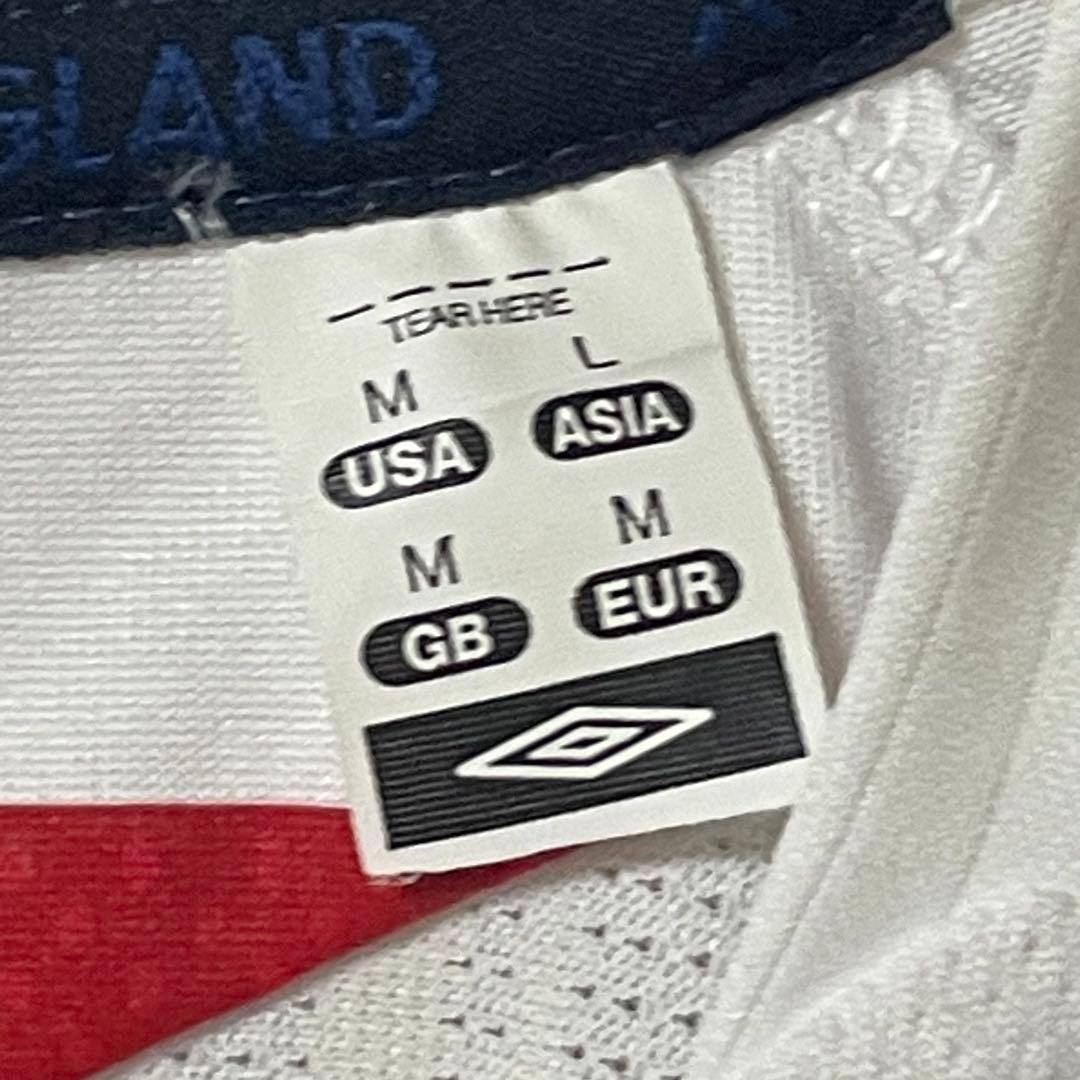 GLAND
TEAR HERE
M L
USA ASIA
M M
GB EUR